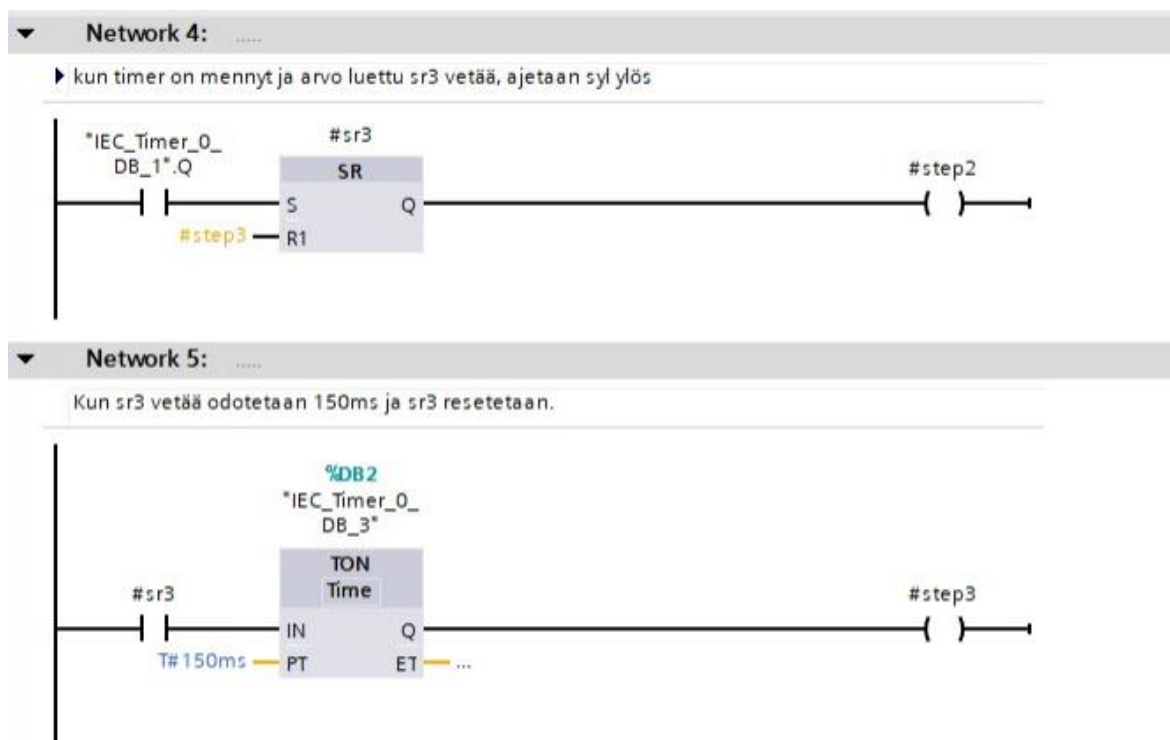 Network 4: .....
kun timer on mennyt ja arvo luettu sr3 vetää, ajetaan syl ylös
"IEC_Timer_0_
DB_1".Q
#sr3
SR
#step2
S
Q
#step3
R1
Network 5: .....
Kun sr3 vetää odotetaan 150ms ja sr3 resetetaan.
%DB2
"IEC_Timer_0_
DB_3"
TON
Time
#sr3
#step3
IN
Q
T#150ms
PT
ET
...